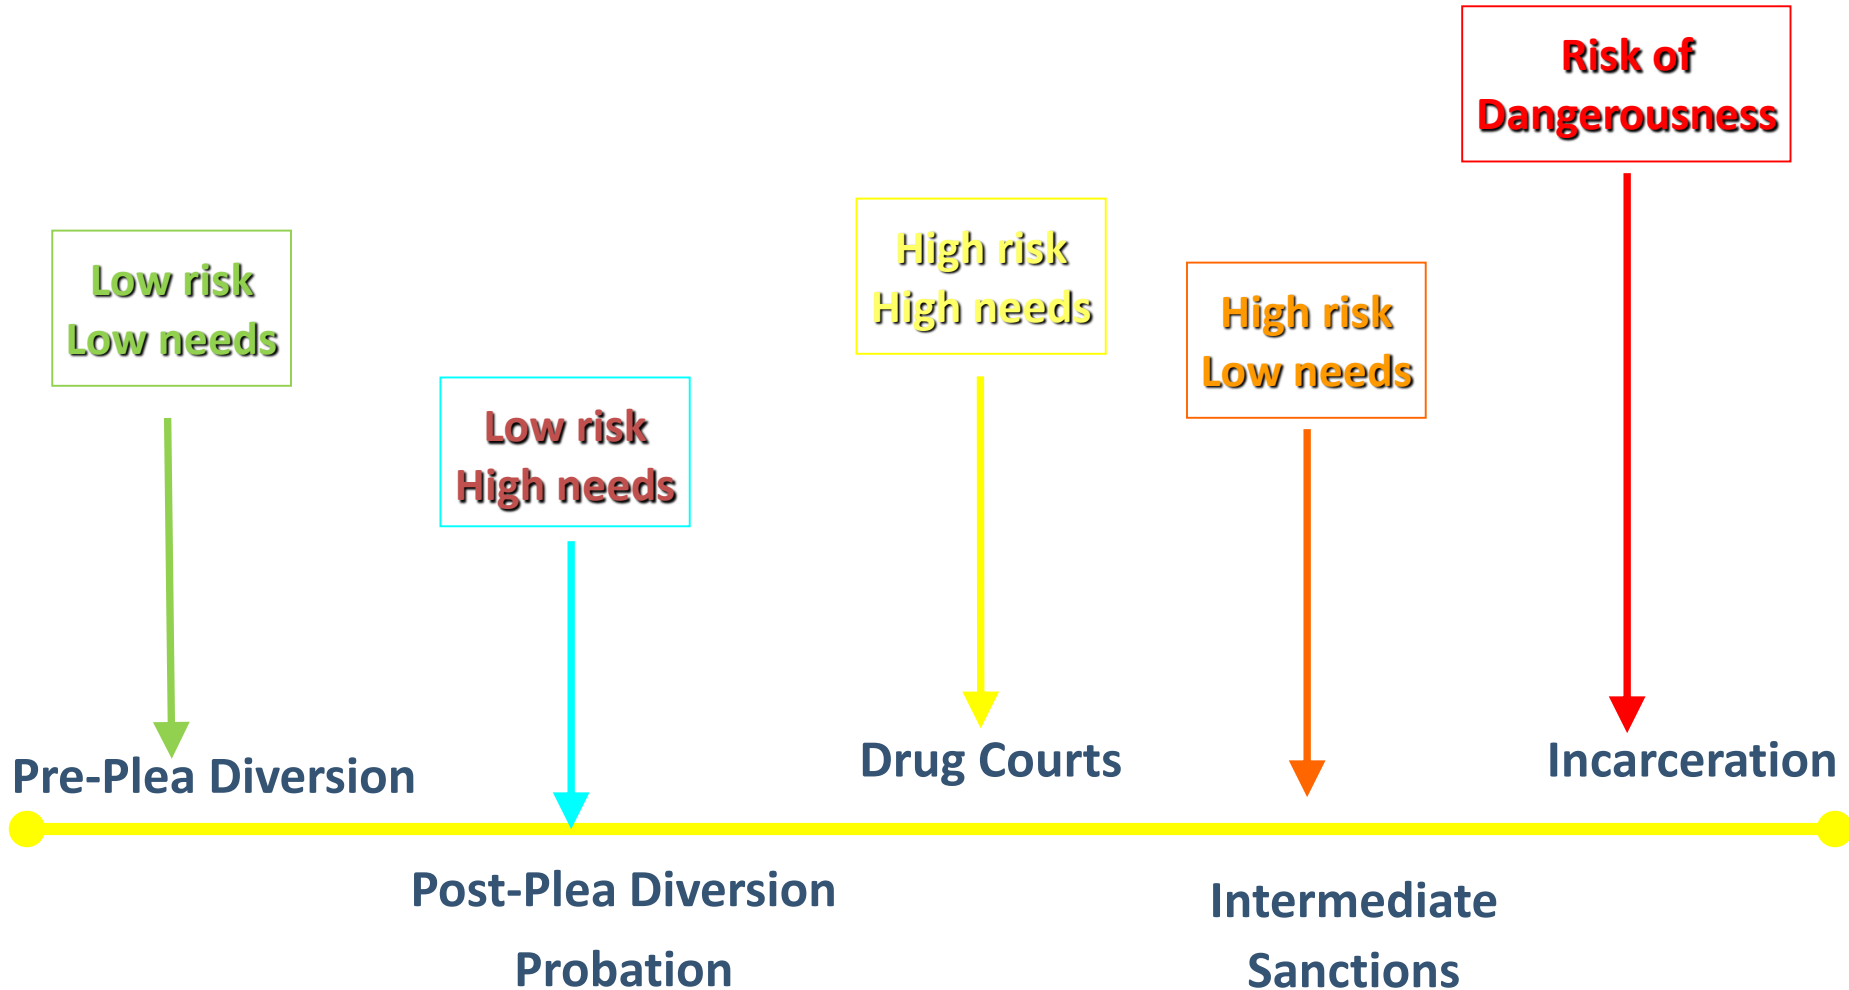 Risk of
Dangerousness
Low risk
Low needs
Low risk
High needs
High risk
High needs
High risk
Low needs
Pre-Plea Diversion
Drug Courts
Incarceration
Post-Plea Diversion
Probation
Intermediate
Sanctions